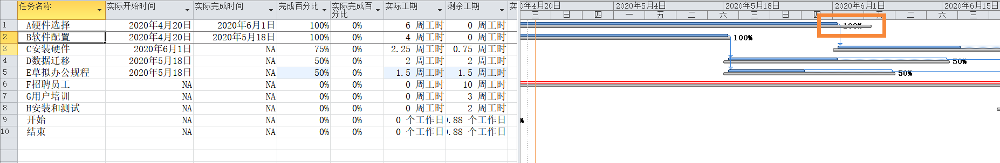 任务名称 实际开始时间 实际完成时间 完成百分比 实际完成百分比 实际工期 剩余工期 实
0年4月20日 2020年5月4日 2020年5月18日 2020年6月1日 2020年6月15日
三 日 四 五 二 六 三 日 四 五 二 六 三
1 A硬件选择 2020年4月20日 2020年6月1日 100% 0% 6 周工时 0 周工时 100%
2 B软件配置 2020年4月20日 2020年5月18日 100% 0% 4 周工时 0 周工时 100%
3 C安装硬件 2020年6月1日 NA 75% 0% 2.25 周工时 0.75 周工时
4 D数据迁移 2020年5月18日 NA 50% 0% 2 周工时 2 周工时 50%
5 E草拟办公规程 2020年5月18日 NA 50% 0% 1.5 周工时 1.5 周工时 50%
6 F招聘员工 NA NA 0% 0% 0 周工时 10 周工时
7 G用户培训 NA NA 0% 0% 0 周工时 3 周工时
8 H安装和测试 NA NA 0% 0% 0 周工时 2 周工时
9 开始 NA NA 0% 0% 0 个工作日 .88 个工作日 %
10 结束 NA NA 0% 0% 0 个工作日 .88 个工作日